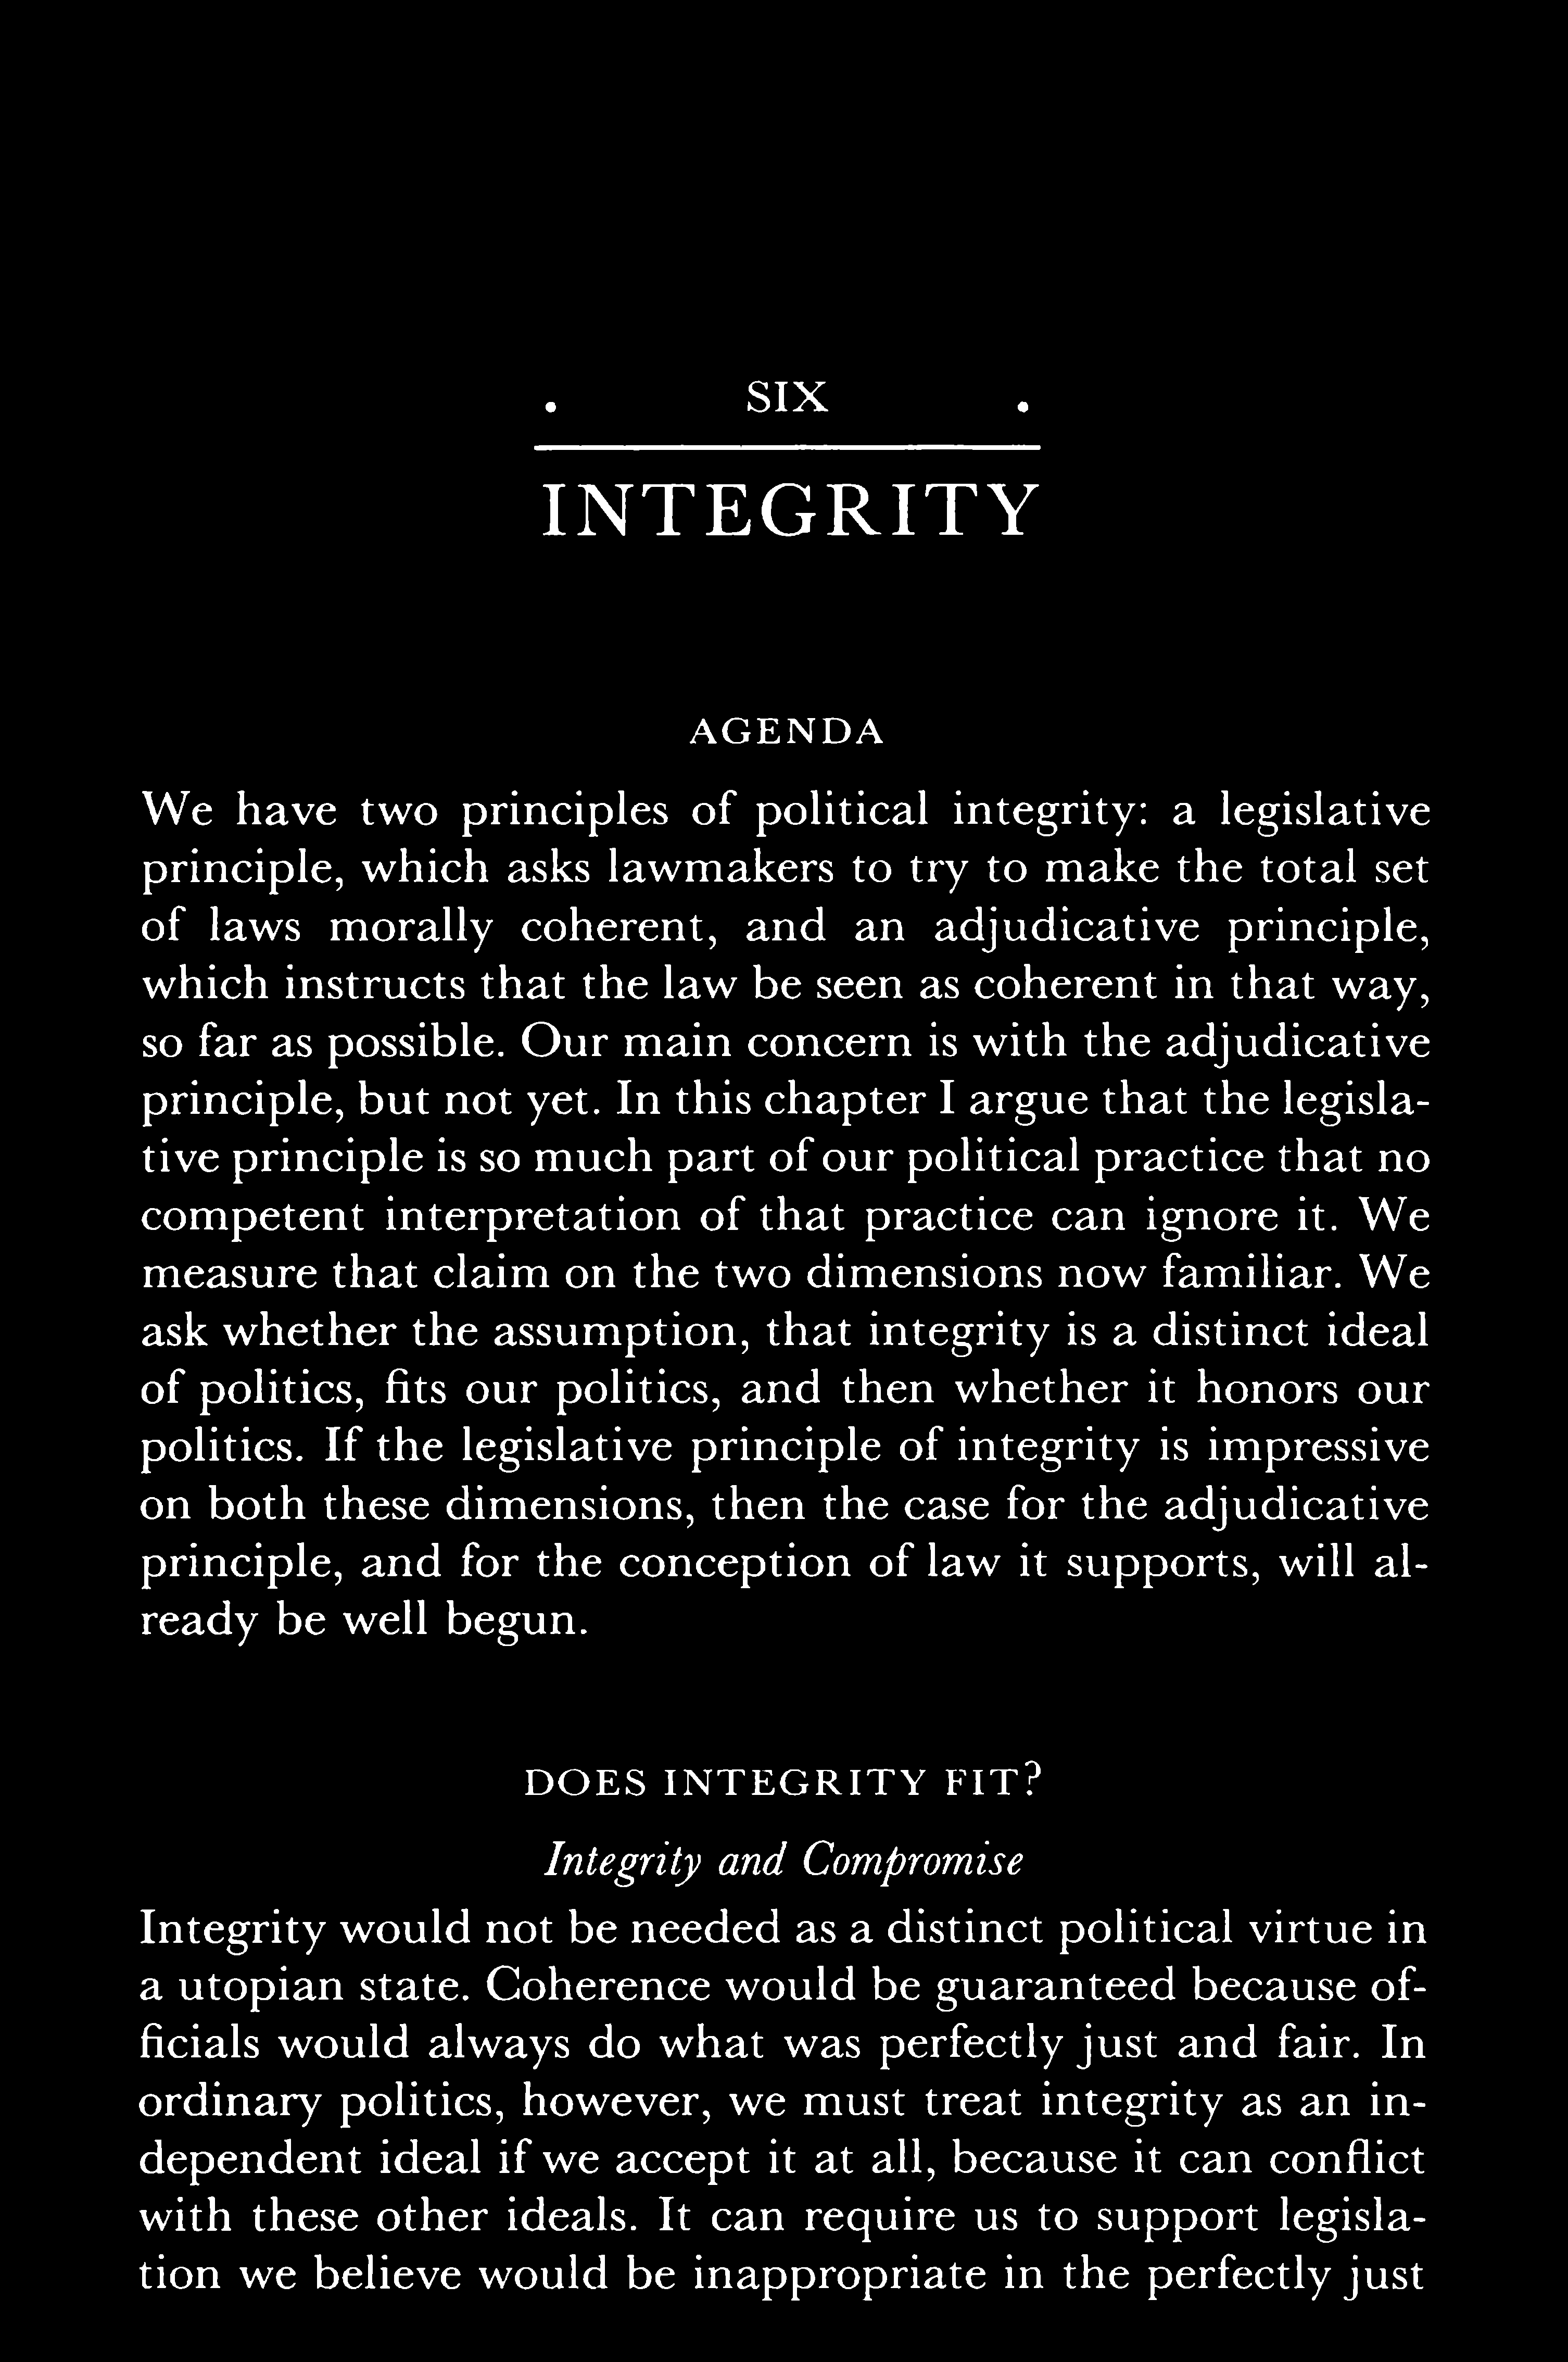 . SIX .
INTEGRITY
AGENDA
We have two principles of political integrity: a legislative
principle, which asks lawmakers to try to make the total set
of laws morally coherent, and an adjudicative principle,
which instructs that the law be seen as coherent in that way,
so far as possible. Our main concern is with the adjudicative
principle, but not yet. In this chapter I argue that the legisla-
tive principle is so much part of our political practice that no
competent interpretation of that practice can ignore it. We
measure that claim on the two dimensions now familiar. We
ask whether the assumption, that integrity is a distinct ideal
of politics, fits our politics, and then whether it honors our
politics. If the legislative principle of integrity is impressive
on both these dimensions, then the case for the adjudicative
principle, and for the conception of law it supports, will al-
ready be well begun.
DOES INTEGRITY FIT?
Integrity and Compromise
Integrity would not be needed as a distinct political virtue in
a utopian state. Coherence would be guaranteed because of-
ficials would always do what was perfectly just and fair. In
ordinary politics, however, we must treat integrity as an in-
dependent ideal if we accept it at all, because it can conflict
with these other ideals. It can require us to support legisla-
tion we believe would be inappropriate in the perfectly just